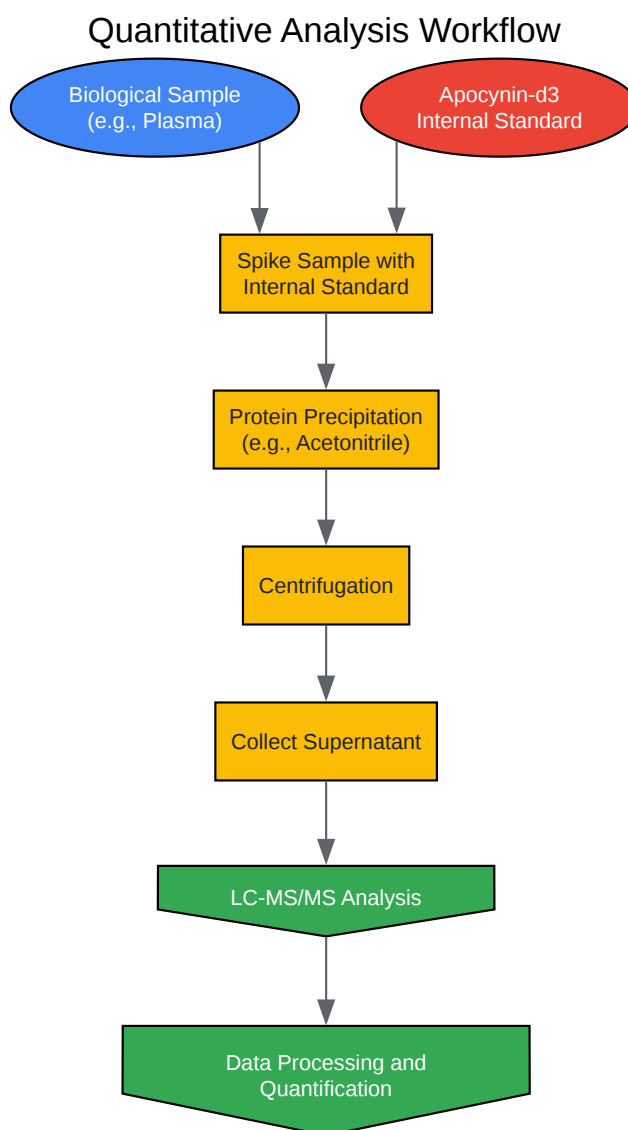 Quantitative Analysis Workflow
Biological Sample
(e.g., Plasma)
Apocynin-d3
Internal Standard
Spike Sample with
Internal Standard
Protein Precipitation
(e.g., Acetonitrile)
Centrifugation
Collect Supernatant
LC-MS/MS Analysis
Data Processing and
Quantification